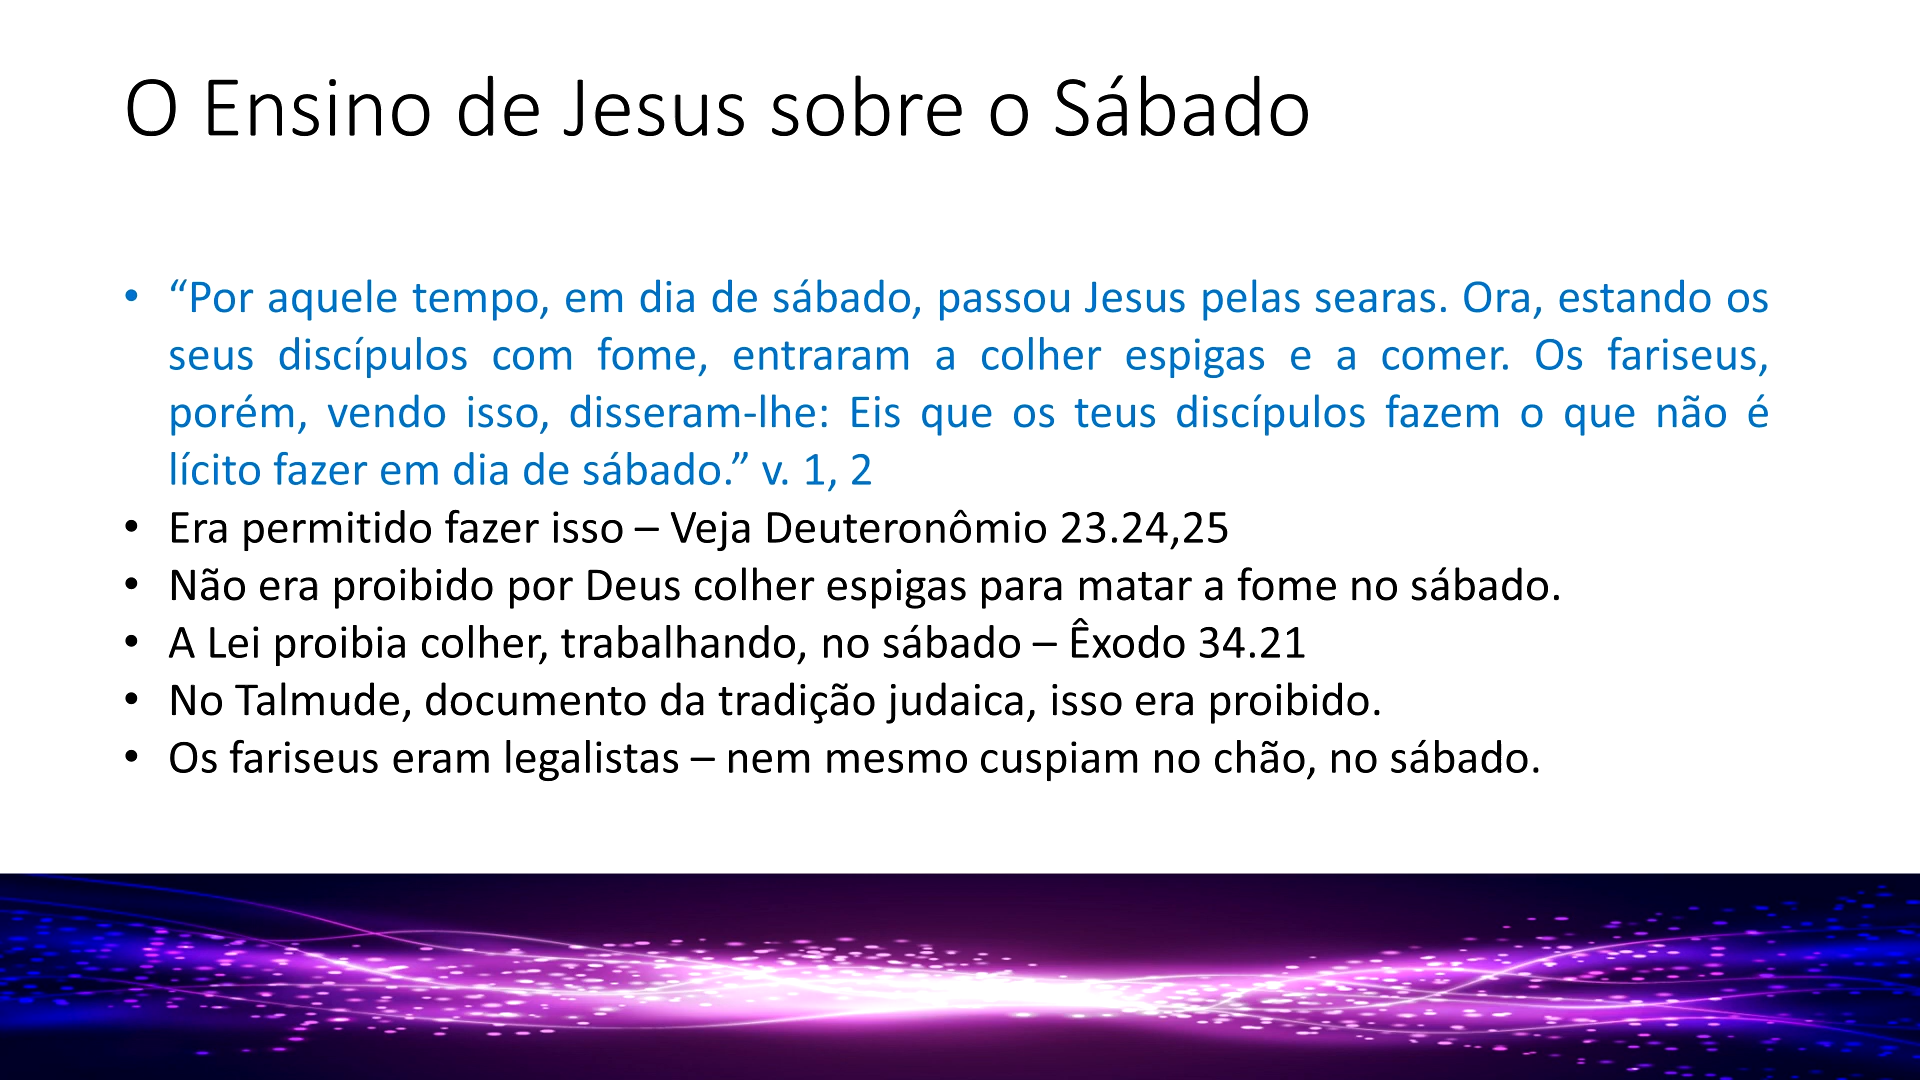 O Ensino de Jesus sobre o Sábado
• “Por aquele tempo, em dia de sábado, passou Jesus pelas searas. Ora, estando os
seus discípulos com fome, entraram a colher espigas e a comer. Os fariseus,
porém, vendo isso, disseram-lhe: Eis que os teus discípulos fazem o que não é
lícito fazer em dia de sábado.” v. 1, 2
• Era permitido fazer isso – Veja Deuteronômio 23.24,25
• Não era proibido por Deus colher espigas para matar a fome no sábado.
• A Lei proibia colher, trabalhando, no sábado – Êxodo 34.21
• No Talmude, documento da tradição judaica, isso era proibido.
• Os fariseus eram legalistas – nem mesmo cuspiam no chão, no sábado.